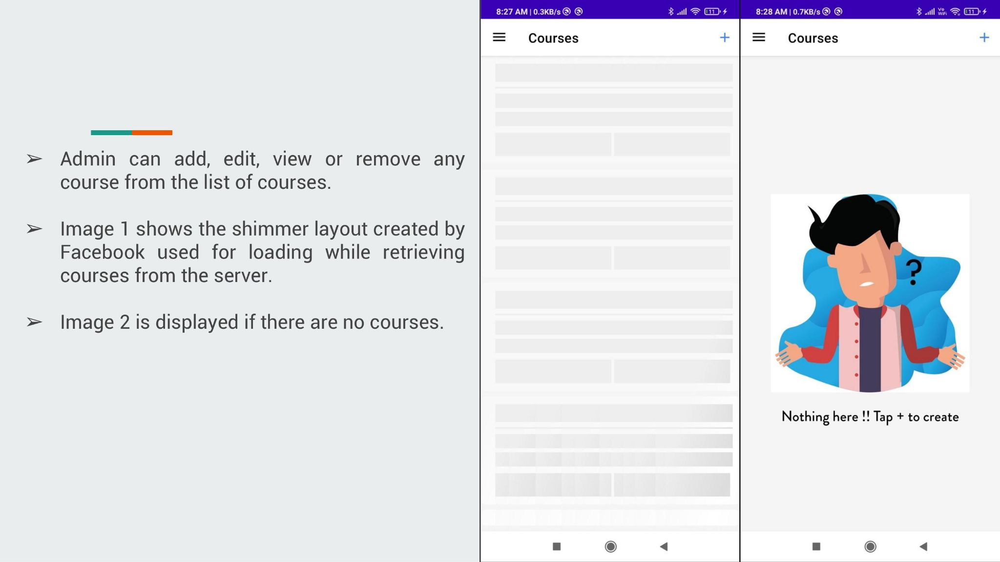 ➢ Admin can add, edit, view or remove any
course from the list of courses.
➢ Image 1 shows the shimmer layout created by
Facebook used for loading while retrieving
courses from the server.
➢ Image 2 is displayed if there are no courses.
8:27 AM | 0.3KB/s
11
Courses
+
8:28 AM | 0.7KB/s
Vo
WiFi
11
Courses
+
?
Nothing here !! Tap + to create